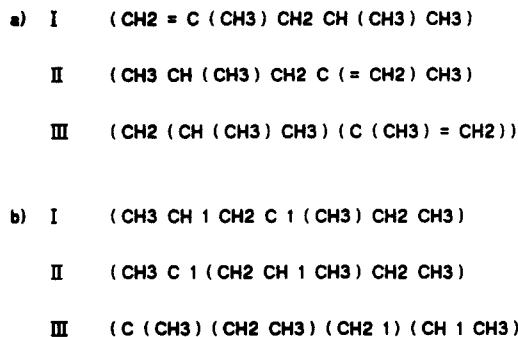 a) I (CH2 = C (CH3) CH2 CH (CH3) CH3)
II (CH3 CH (CH3) CH2 C (= CH2) CH3)
III (CH2 (CH (CH3) CH3) (C (CH3) = CH2))
b) I (CH3 CH 1 CH2 C 1 (CH3) CH2 CH3)
II (CH3 C 1 (CH2 CH 1 CH3) CH2 CH3)
III (C (CH3) (CH2 CH3) (CH2 1) (CH 1 CH3)